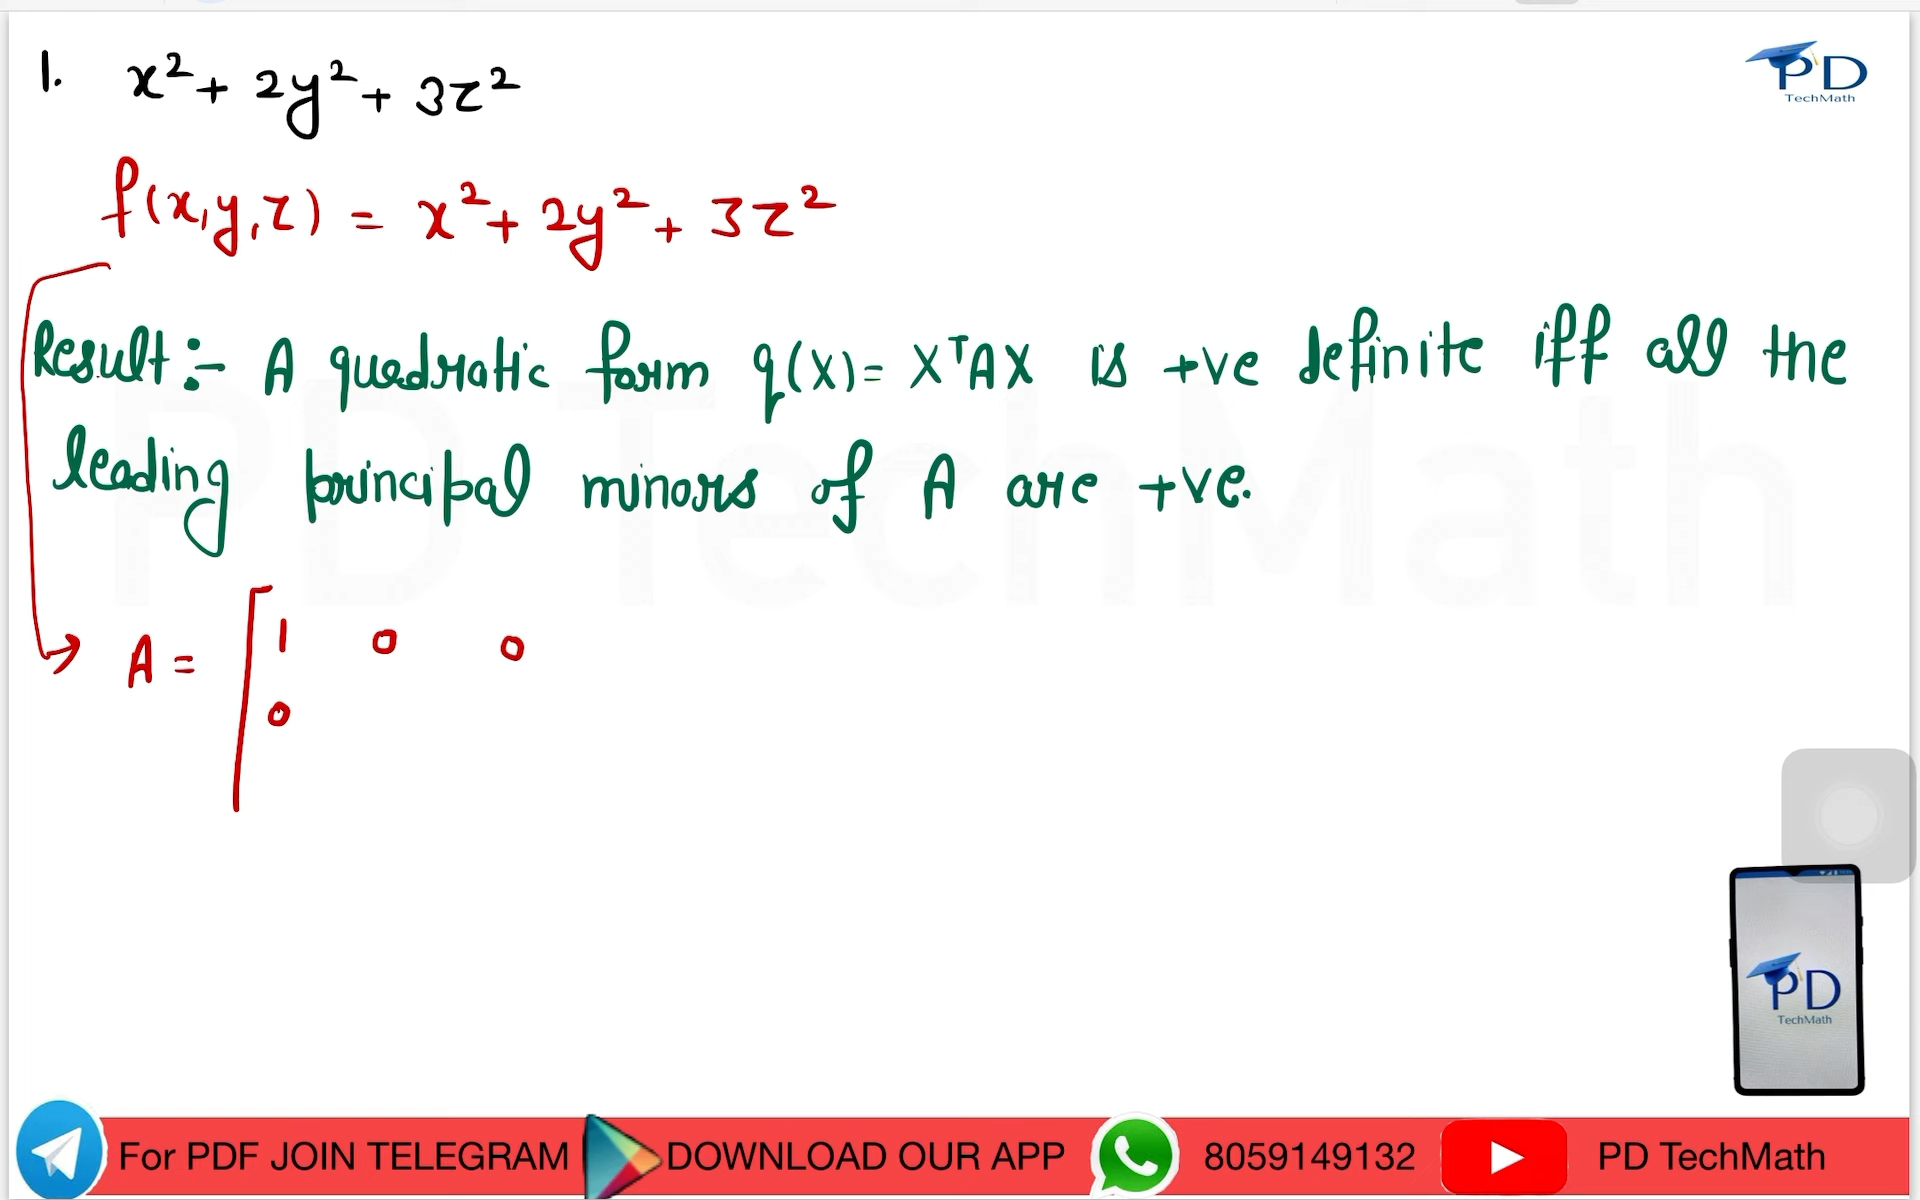 1. x² + 2y² + 3z²
PD
TechMath
f(x,y,z) = x² + 2y² + 3z²
Result :- A quadratic form q(X) = XᵀAX is +ve definite iff all the
leading principal minors of A are +ve.
PD TechMath
A = [ 1 0 0
0
PD
TechMath
For PDF JOIN TELEGRAM DOWNLOAD OUR APP 8059149132 PD TechMath